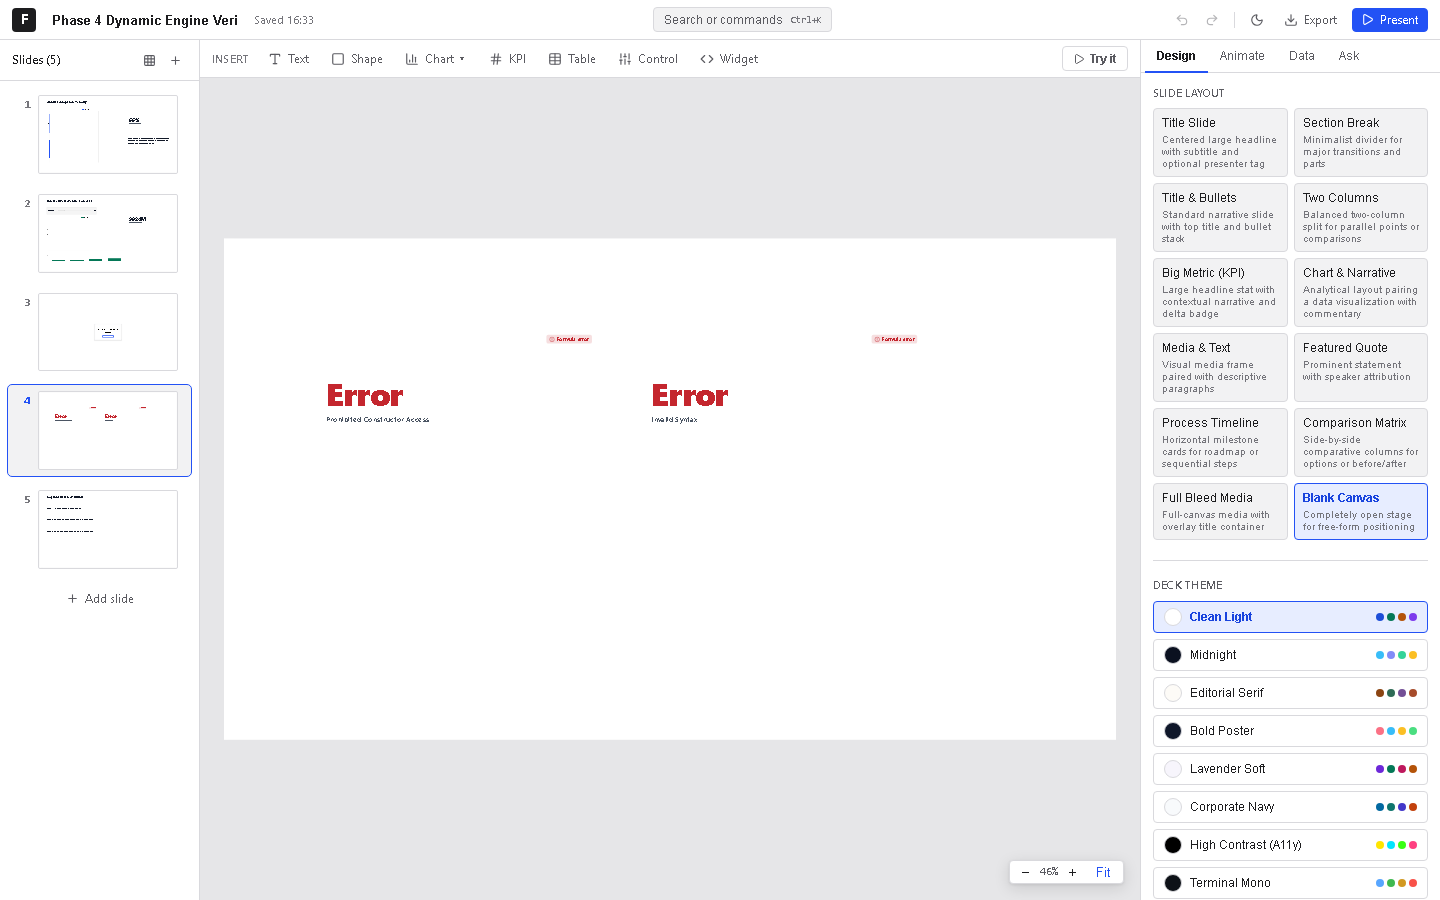 F
Phase 4 Dynamic Engine Veri
Saved 16:33
Search or commands Ctrl+K
Export
Present
Slides (5)
INSERT
Text
Shape
Chart
KPI
Table
Control
Widget
Try it
Design
Animate
Data
Ask
1
2
3
4
5
Add slide
Formula error
Error
Prohibited Constructor Access
Formula error
Error
Invalid Syntax
46%
Fit
SLIDE LAYOUT
Title Slide
Centered large headline
with subtitle and
optional presenter tag
Section Break
Minimalist divider for
major transitions and
parts
Title & Bullets
Standard narrative slide
with top title and bullet
stack
Two Columns
Balanced two-column
split for parallel points or
comparisons
Big Metric (KPI)
Large headline stat with
contextual narrative and
delta badge
Chart & Narrative
Analytical layout pairing
a data visualization with
commentary
Media & Text
Visual media frame
paired with descriptive
paragraphs
Featured Quote
Prominent statement
with speaker attribution
Process Timeline
Horizontal milestone
cards for roadmap or
sequential steps
Comparison Matrix
Side-by-side
comparative columns for
options or before/after
Full Bleed Media
Full-canvas media with
overlay title container
Blank Canvas
Completely open stage
for free-form positioning
DECK THEME
Clean Light
Midnight
Editorial Serif
Bold Poster
Lavender Soft
Corporate Navy
High Contrast (A11y)
Terminal Mono